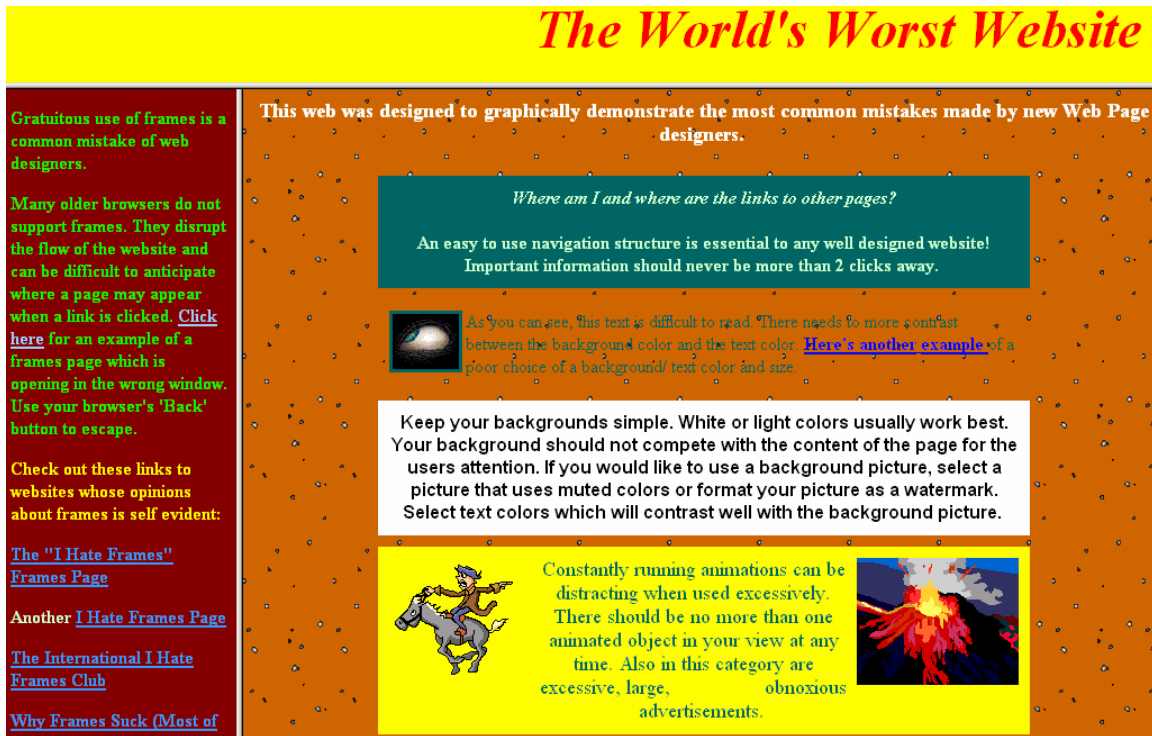 The World's Worst Website
Gratuitous use of frames is a
common mistake of web
designers.
Many older browsers do not
support frames. They disrupt
the flow of the website and
can be difficult to anticipate
where a page may appear
when a link is clicked. Click
here for an example of a
frames page which is
opening in the wrong window.
Use your browser's 'Back'
button to escape.
Check out these links to
websites whose opinions
about frames is self evident:
The "I Hate Frames"
Frames Page
Another I Hate Frames Page
The International I Hate
Frames Club
Why Frames Suck (Most of
This web was designed to graphically demonstrate the most common mistakes made by new Web Page
designers.
Where am I and where are the links to other pages?
An easy to use navigation structure is essential to any well designed website!
Important information should never be more than 2 clicks away.
As you can see, this text is difficult to read. There needs to more contrast
between the background color and the text color. Here's another example of a
poor choice of a background/ text color and size.
Keep your backgrounds simple. White or light colors usually work best.
Your background should not compete with the content of the page for the
users attention. If you would like to use a background picture, select a
picture that uses muted colors or format your picture as a watermark.
Select text colors which will contrast well with the background picture.
Constantly running animations can be
distracting when used excessively.
There should be no more than one
animated object in your view at any
time. Also in this category are
excessive, large, obnoxious
advertisements.